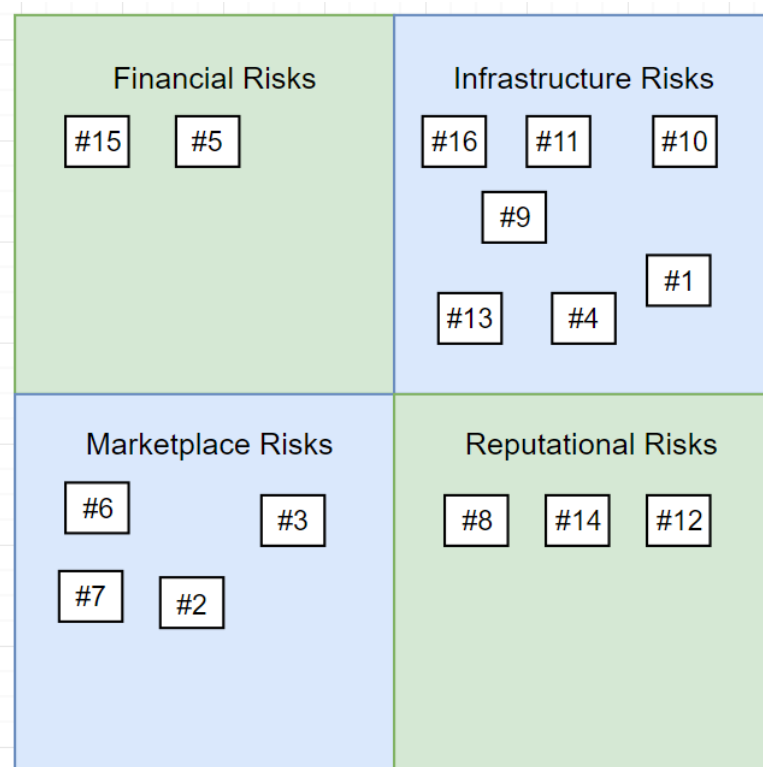 Financial Risks
#15 #5
Infrastructure Risks
#16 #11 #10
#9
#1
#13 #4
Marketplace Risks
#6 #3
#7 #2
Reputational Risks
#8 #14 #12